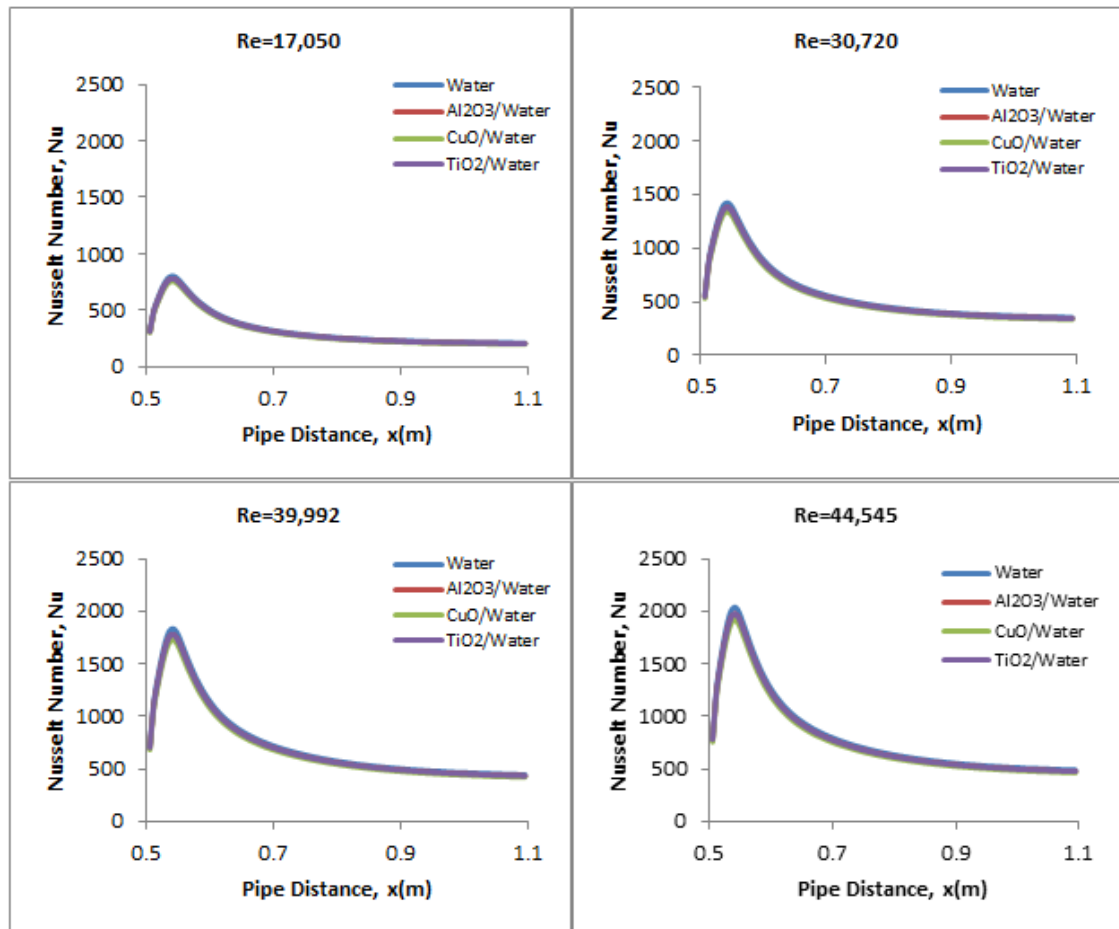 Re=17,050
2500
2000
1500
1000
500
0
Nusselt Number, Nu
Water
Al2O3/Water
CuO/Water
TiO2/Water
0.5 0.7 0.9 1.1
Pipe Distance, x(m)
Re=30,720
2500
2000
1500
1000
500
0
Nusselt Number, Nu
Water
Al2O3/Water
CuO/Water
TiO2/Water
0.5 0.7 0.9 1.1
Pipe Distance, x(m)
Re=39,992
2500
2000
1500
1000
500
0
Nusselt Number, Nu
Water
Al2O3/Water
CuO/Water
TiO2/Water
0.5 0.7 0.9 1.1
Pipe Distance, x(m)
Re=44,545
2500
2000
1500
1000
500
0
Nusselt Number, Nu
Water
Al2O3/Water
CuO/Water
TiO2/Water
0.5 0.7 0.9 1.1
Pipe Distance, x(m)